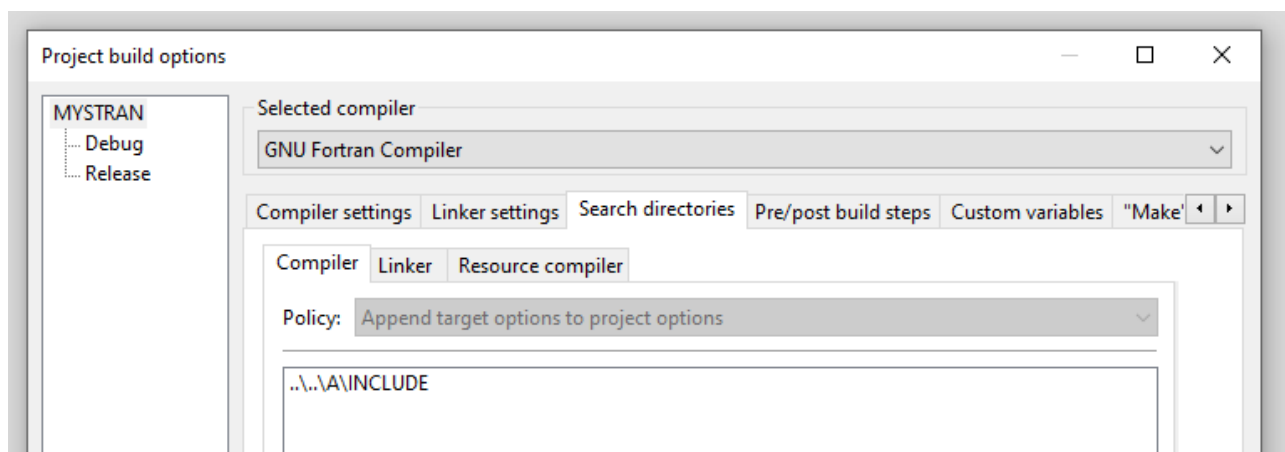 Project build options
MYSTRAN
Debug
Release
Selected compiler
GNU Fortran Compiler
Compiler settings Linker settings Search directories Pre/post build steps Custom variables "Make"
Compiler Linker Resource compiler
Policy: Append target options to project options
..\..\A\INCLUDE